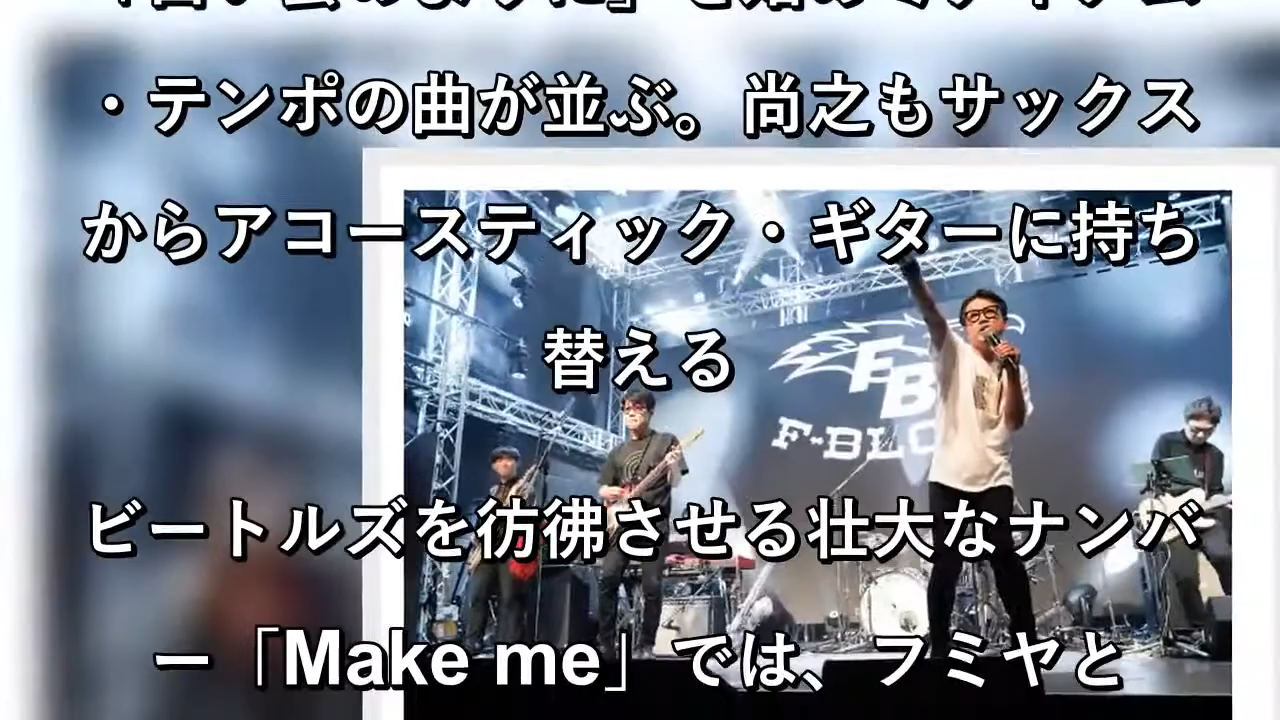 ・テンポの曲が並ぶ。尚之もサックス
からアコースティック・ギターに持ち
替える
ビートルズを彷彿させる壮大なナンバ
ー「Make me」では、フミヤと
F-BLO